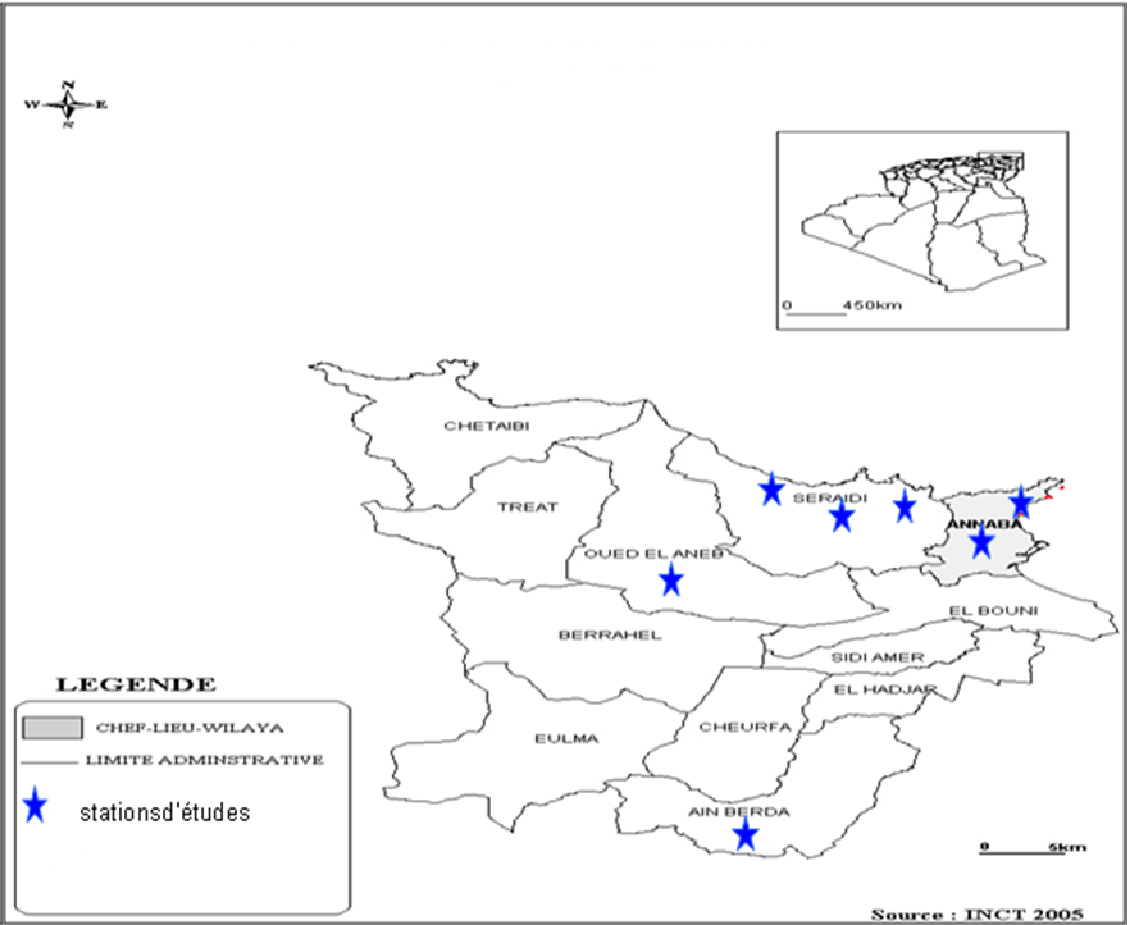 N
W E
N
0 450km
CHETAIBI
TREAT
SERAIDI
ANNABA
OUED EL ANEB
EL BOUNI
BERRAHEL
SIDI AMER
EL HADJAR
CHEURFA
EULMA
AIN BERDA
LEGENDE
CHEF-LIEU-WILAYA
LIMITE ADMINSTRATIVE
stationsd'études
0 5km
Source : INCT 2005